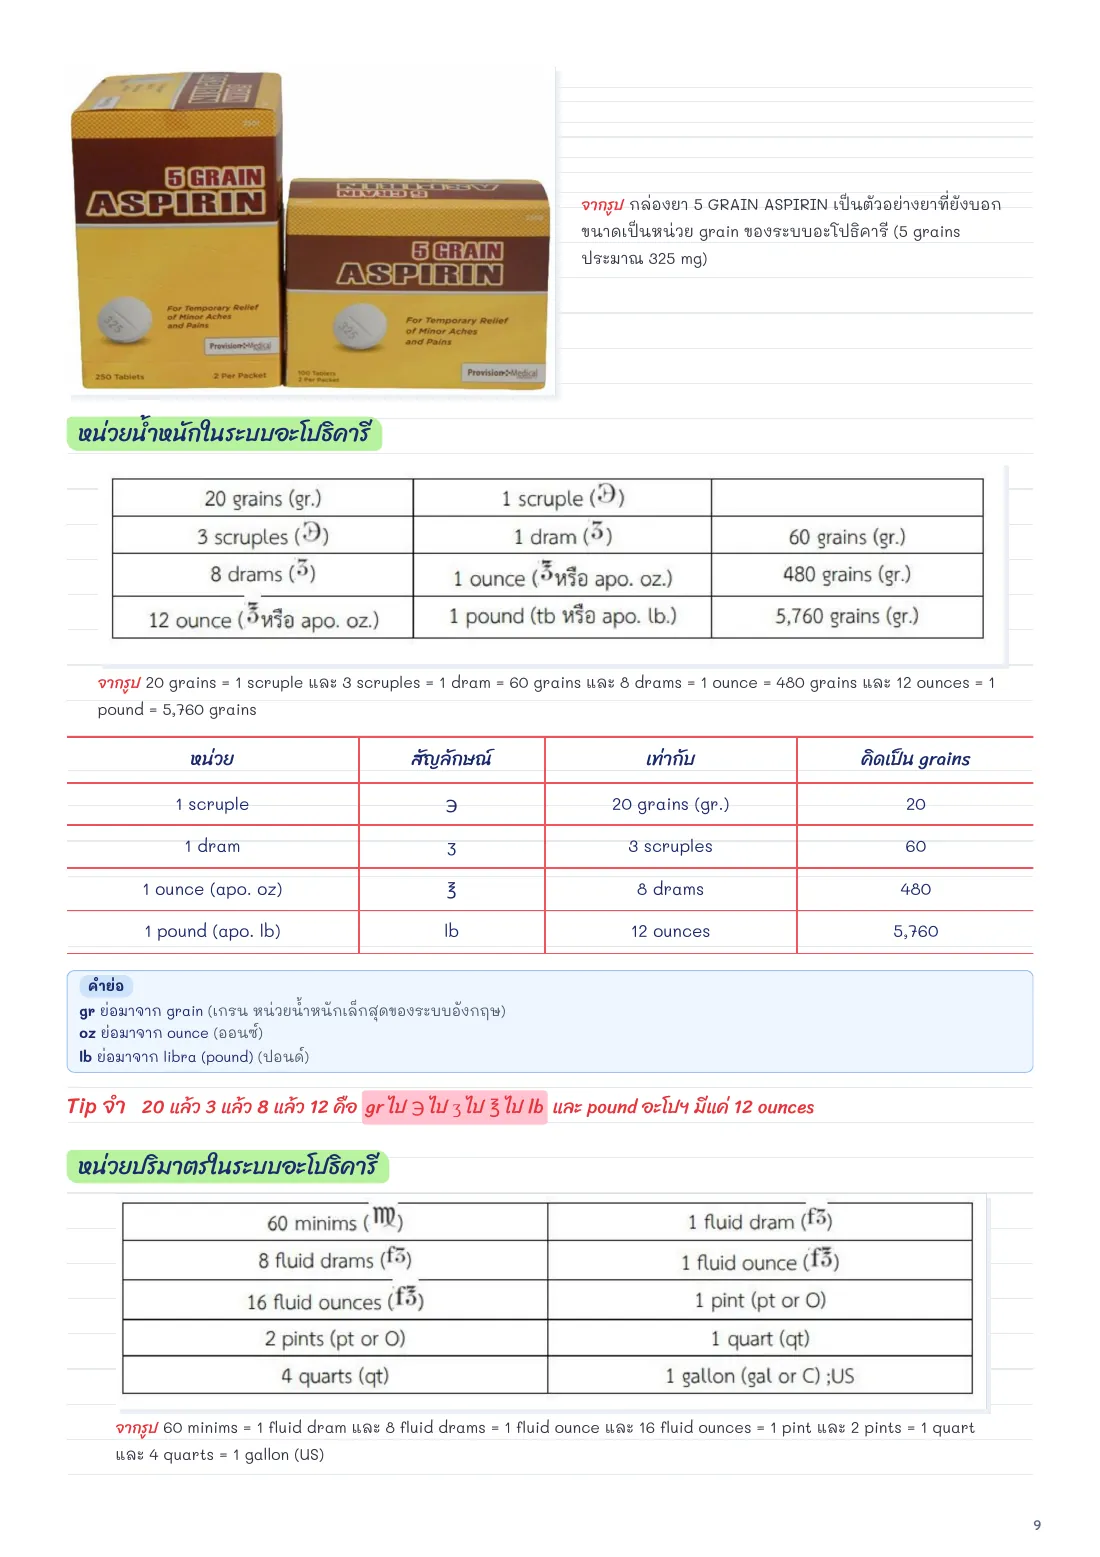 5 GRAIN
ASPIRIN
For Temporary Relief
of Minor Aches
and Pains
325
Provision Medical
250 Tablets
2 Per Packet
5 GRAIN
ASPIRIN
For Temporary Relief
of Minor Aches
and Pains
325
100 Tablets
2 Per Packet
Provision Medical
จากรูป กล่องยา 5 GRAIN ASPIRIN เป็นตัวอย่างยาที่ยังบอก
ขนาดเป็นหน่วย grain ของระบบอะโปธิคารี (5 grains
ประมาณ 325 mg)
หน่วยน้ำหนักในระบบอะโปธิคารี
20 grains (gr.) 1 scruple (℈)
3 scruples (℈) 1 dram (ʒ) 60 grains (gr.)
8 drams (ʒ) 1 ounce (℥หรือ apo. oz.) 480 grains (gr.)
12 ounce (℥หรือ apo. oz.) 1 pound (tb หรือ apo. lb.) 5,760 grains (gr.)
จากรูป 20 grains = 1 scruple และ 3 scruples = 1 dram = 60 grains และ 8 drams = 1 ounce = 480 grains และ 12 ounces = 1
pound = 5,760 grains
หน่วย สัญลักษณ์ เท่ากับ คิดเป็น grains
1 scruple ℈ 20 grains (gr.) 20
1 dram ʒ 3 scruples 60
1 ounce (apo. oz) ℥ 8 drams 480
1 pound (apo. lb) lb 12 ounces 5,760
คำย่อ
gr ย่อมาจาก grain (เกรน หน่วยน้ำหนักเล็กสุดของระบบอังกฤษ)
oz ย่อมาจาก ounce (ออนซ์)
lb ย่อมาจาก libra (pound) (ปอนด์)
Tip จำ 20 แล้ว 3 แล้ว 8 แล้ว 12 คือ gr ไป ℈ ไป ʒ ไป ℥ ไป lb และ pound อะโปฯ มีแค่ 12 ounces
หน่วยปริมาตรในระบบอะโปธิคารี
60 minims (♍) 1 fluid dram (fʒ)
8 fluid drams (fʒ) 1 fluid ounce (f℥)
16 fluid ounces (f℥) 1 pint (pt or O)
2 pints (pt or O) 1 quart (qt)
4 quarts (qt) 1 gallon (gal or C) ;US
จากรูป 60 minims = 1 fluid dram และ 8 fluid drams = 1 fluid ounce และ 16 fluid ounces = 1 pint และ 2 pints = 1 quart
และ 4 quarts = 1 gallon (US)
9